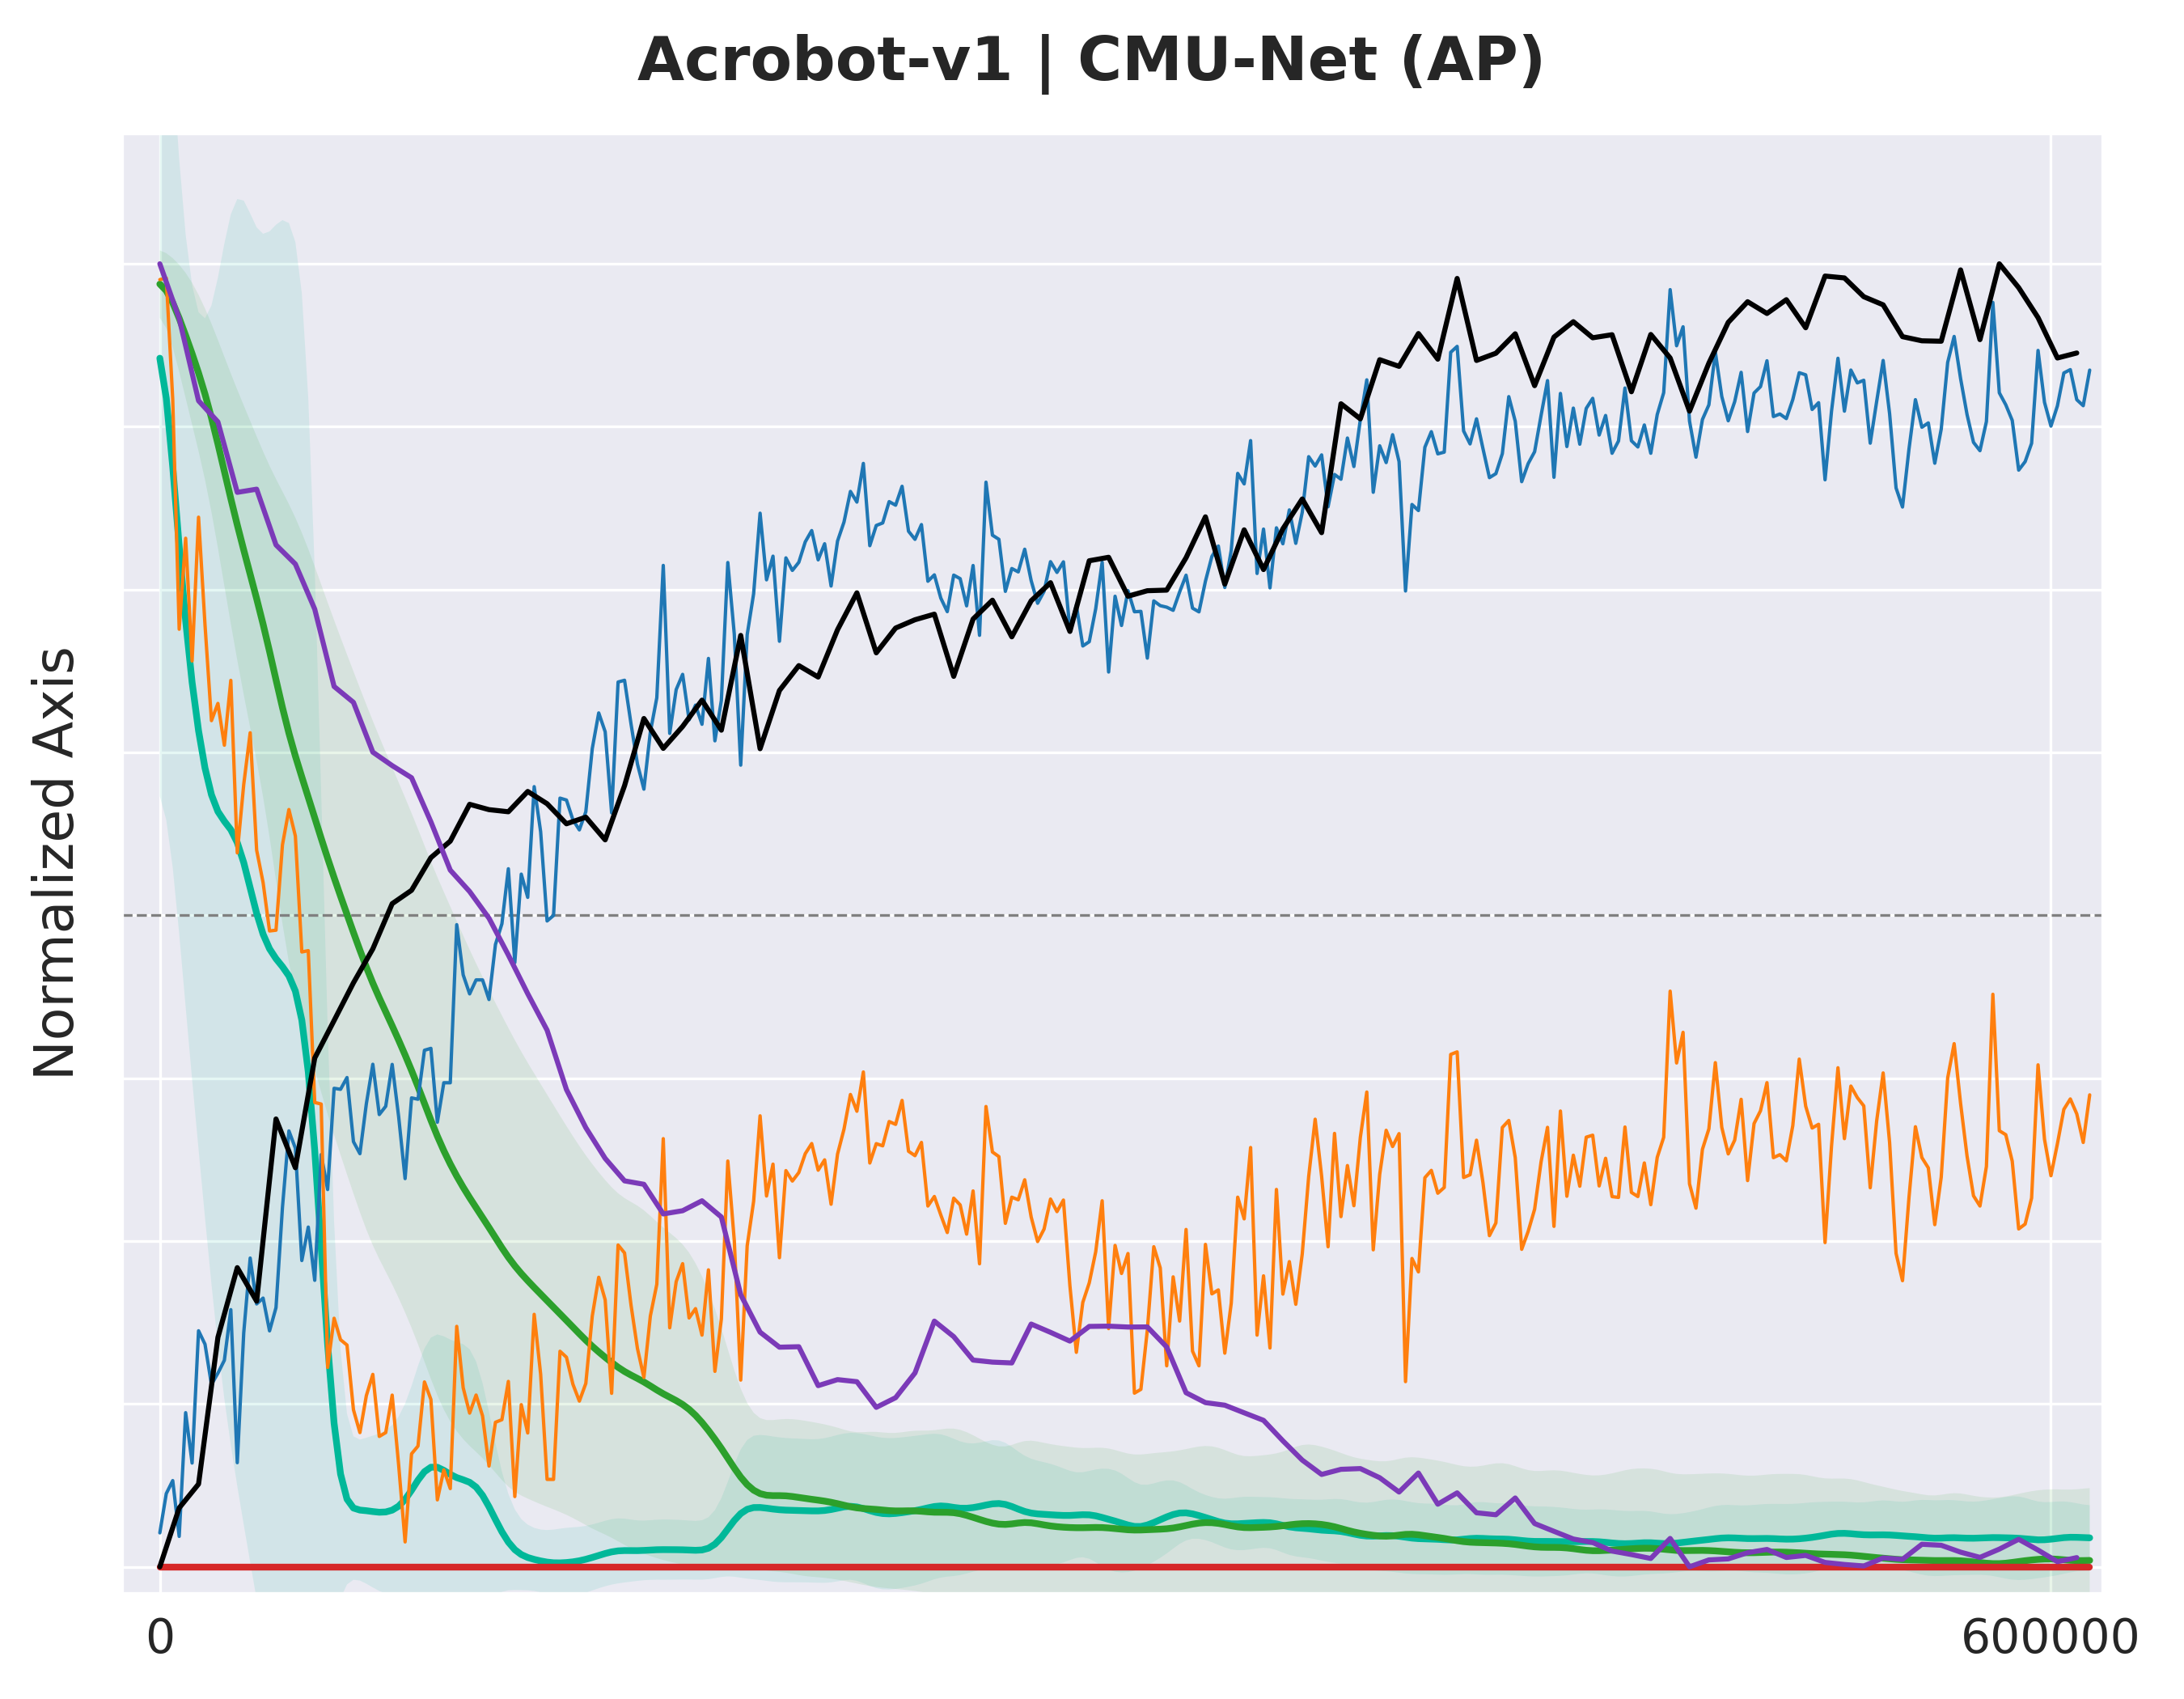 Acrobot-v1 | CMU-Net (AP)
Normalized Axis
0
600000